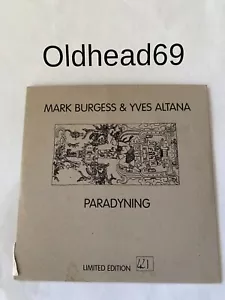 Oldhead69
MARK BURGESS & YVES ALTANA
PARADYNING
LIMITED EDITION